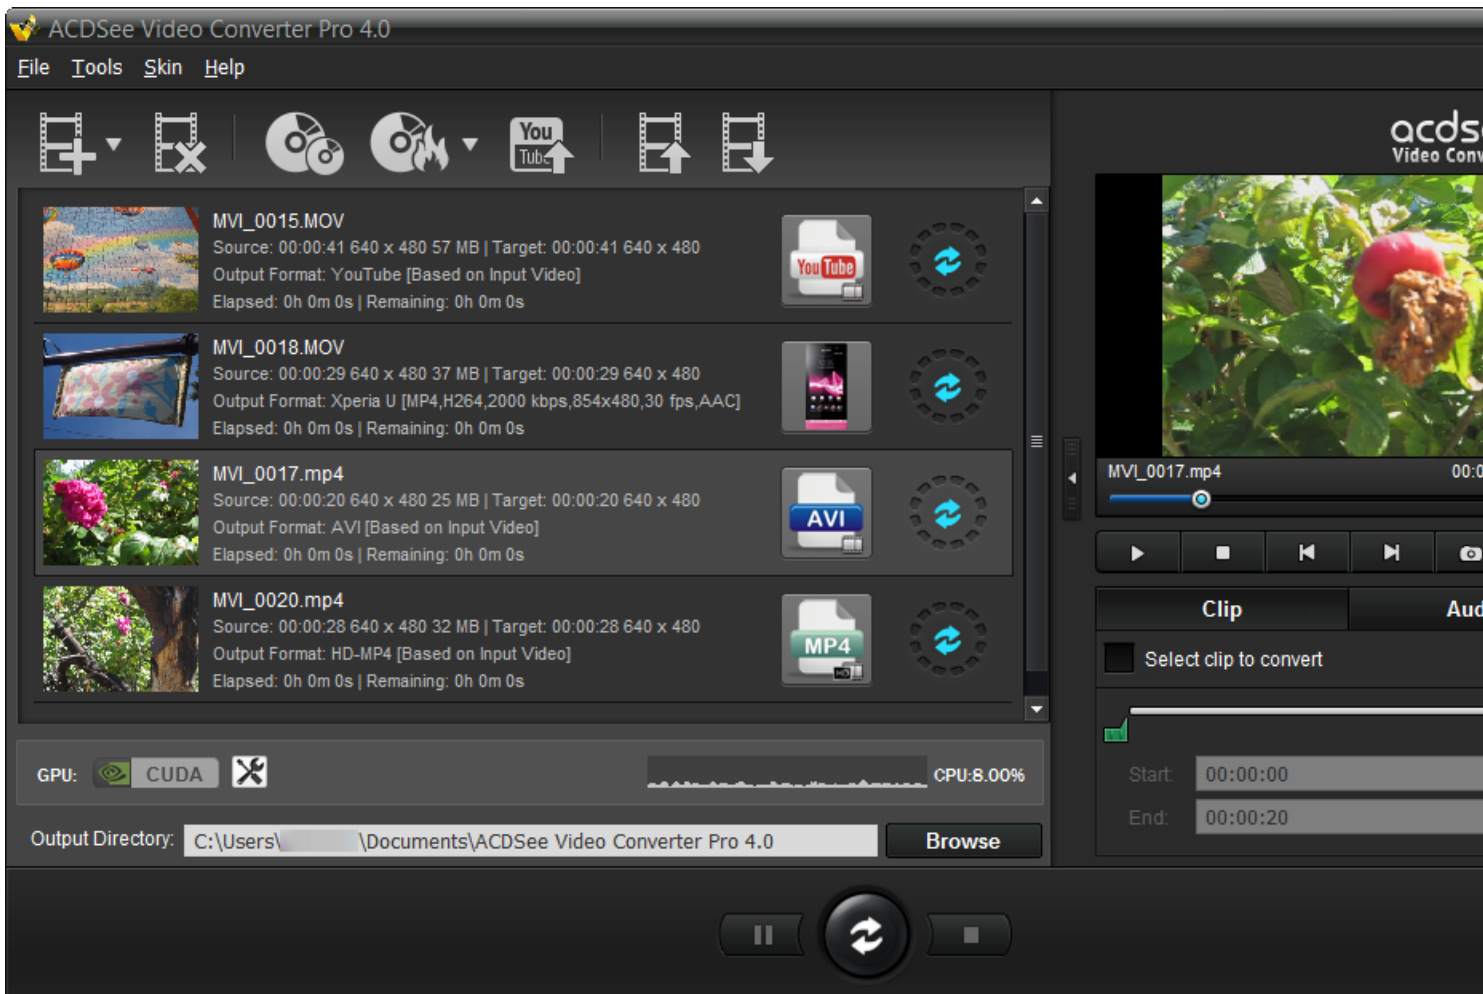 ACDSee Video Converter Pro 4.0
File Tools Skin Help
You
Tube
acds
Video Conv
MVI_0015.MOV
Source: 00:00:41 640 x 480 57 MB | Target: 00:00:41 640 x 480
Output Format: YouTube [Based on Input Video]
Elapsed: 0h 0m 0s | Remaining: 0h 0m 0s
YouTube
MVI_0018.MOV
Source: 00:00:29 640 x 480 37 MB | Target: 00:00:29 640 x 480
Output Format: Xperia U [MP4,H264,2000 kbps,854x480,30 fps,AAC]
Elapsed: 0h 0m 0s | Remaining: 0h 0m 0s
MVI_0017.mp4
Source: 00:00:20 640 x 480 25 MB | Target: 00:00:20 640 x 480
Output Format: AVI [Based on Input Video]
Elapsed: 0h 0m 0s | Remaining: 0h 0m 0s
AVI
MVI_0020.mp4
Source: 00:00:28 640 x 480 32 MB | Target: 00:00:28 640 x 480
Output Format: HD-MP4 [Based on Input Video]
Elapsed: 0h 0m 0s | Remaining: 0h 0m 0s
MP4
HD
GPU: CUDA
CPU:8.00%
Output Directory: C:\Users\ \Documents\ACDSee Video Converter Pro 4.0 Browse
MVI_0017.mp4 00:0
Clip Aud
Select clip to convert
Start: 00:00:00
End: 00:00:20